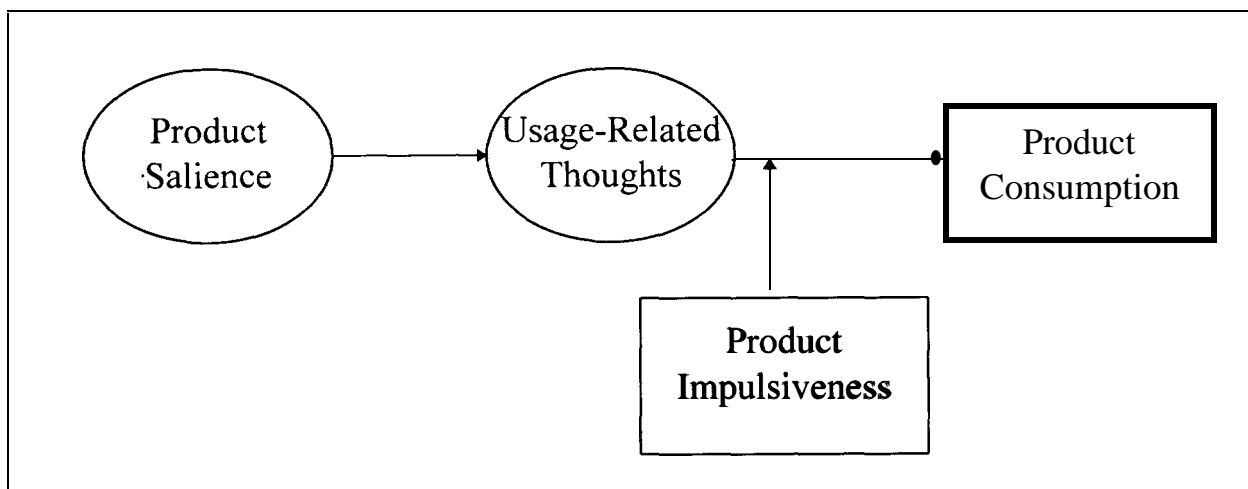 Product
Salience
Usage-Related
Thoughts
Product
Consumption
Product
Impulsiveness